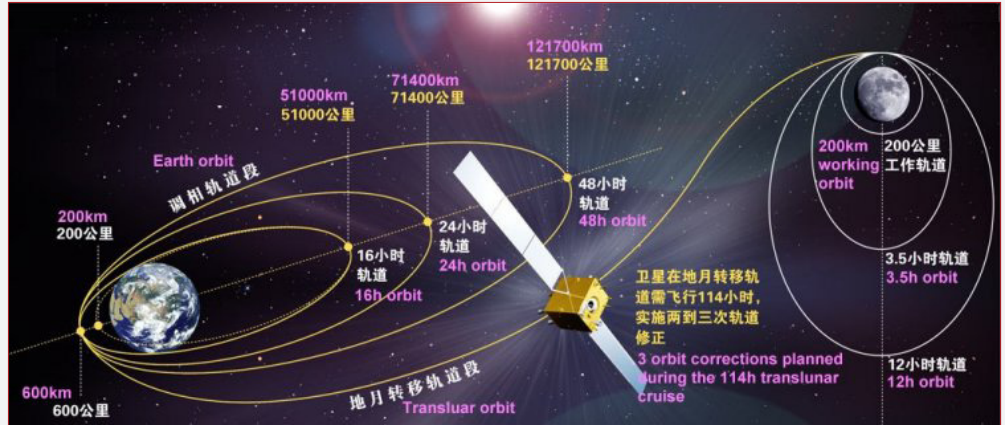 121700km
121700公里
71400km
71400公里
51000km
51000公里
Earth orbit
调相轨道段
200km
200公里
48小时
轨道
48h orbit
24小时
轨道
24h orbit
16小时
轨道
16h orbit
200km
working
orbit
200公里
工作轨道
3.5小时轨道
3.5h orbit
卫星在地月转移轨
道需飞行114小时，
实施两到三次轨道
修正
3 orbit corrections planned
during the 114h translunar
cruise
12小时轨道
12h orbit
地月转移轨道段
Transluar orbit
600km
600公里